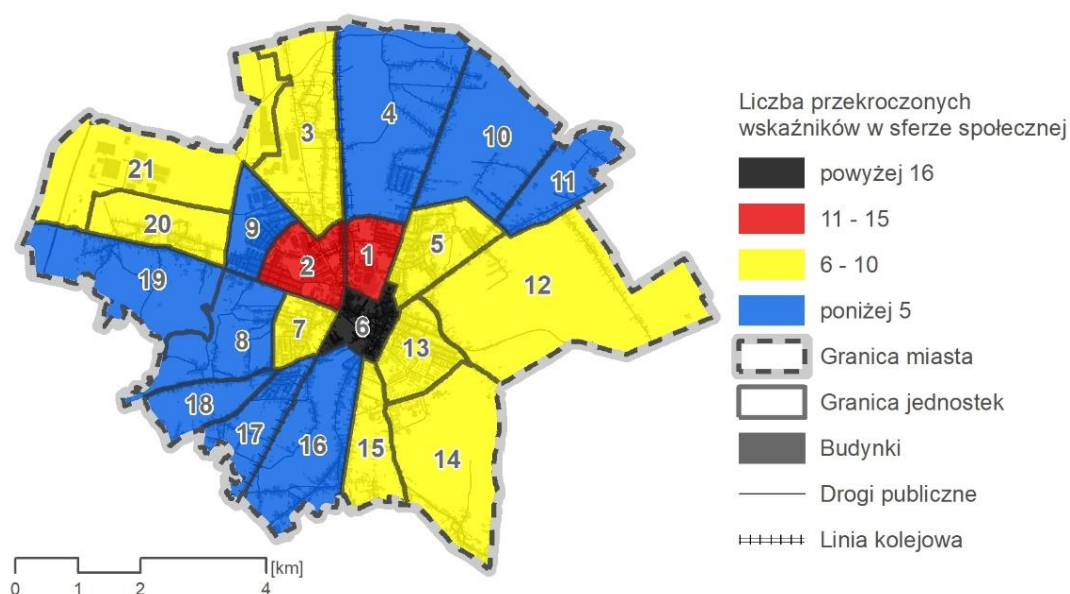 Liczba przekroczonych
wskaźników w sferze społecznej
powyżej 16
11 - 15
6 - 10
poniżej 5
Granica miasta
Granica jednostek
Budynki
Drogi publiczne
Linia kolejowa
3
4
10
21
11
9
20
5
1
2
19
12
6
7
8
13
18
17
16
15
14
[km]
0 1 2 4